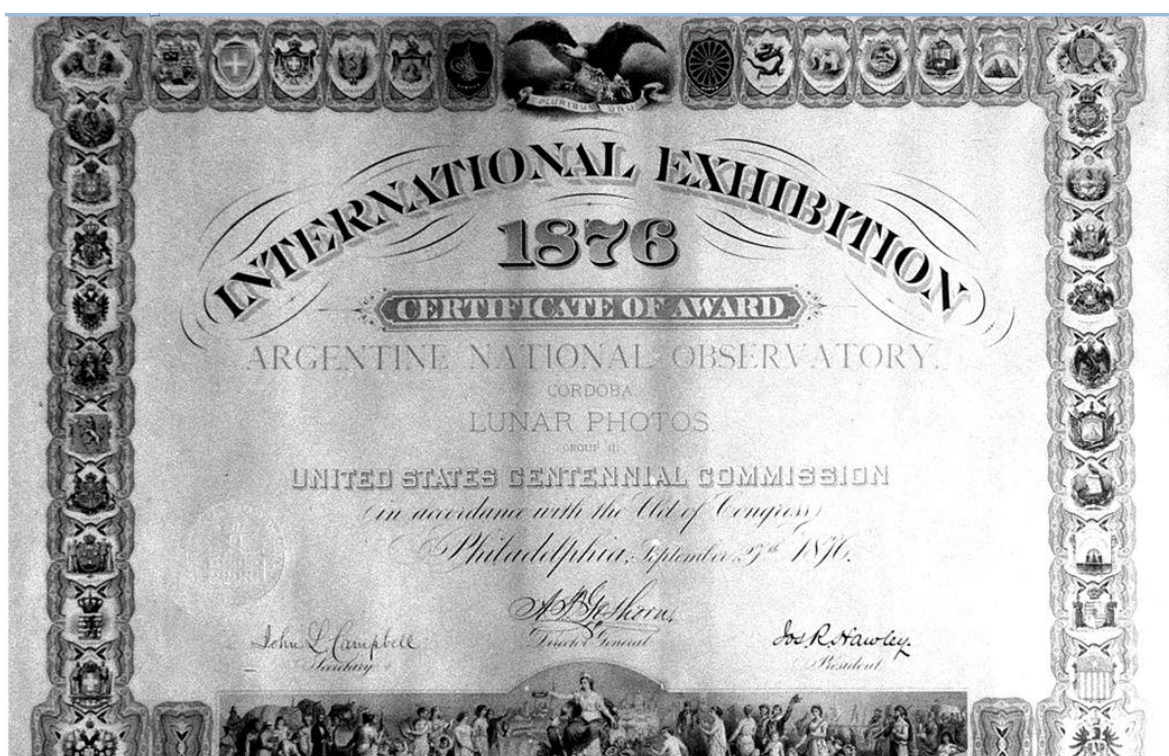 E PLURIBUS UNUM
INTERNATIONAL EXHIBITION
1876
CERTIFICATE OF AWARD
ARGENTINE NATIONAL OBSERVATORY.
CORDOBA.
LUNAR PHOTOS
GROUP
UNITED STATES CENTENNIAL COMMISSION
(in accordance with the Act of Congress)
Philadelphia, September 27th 1876.
A. T. Goshorn,
Director General
John L. Campbell
Secretary
Jos. R. Hawley.
President